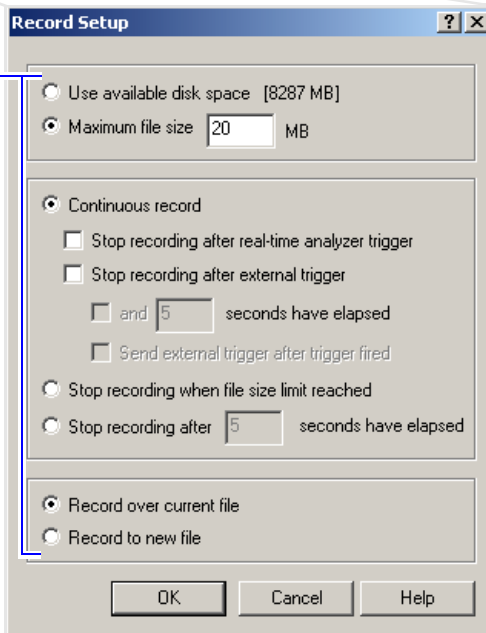 Record Setup
Use available disk space [8287 MB]
Maximum file size 20 MB
Continuous record
Stop recording after real-time analyzer trigger
Stop recording after external trigger
and 5 seconds have elapsed
Send external trigger after trigger fired
Stop recording when file size limit reached
Stop recording after 5 seconds have elapsed
Record over current file
Record to new file
OK Cancel Help